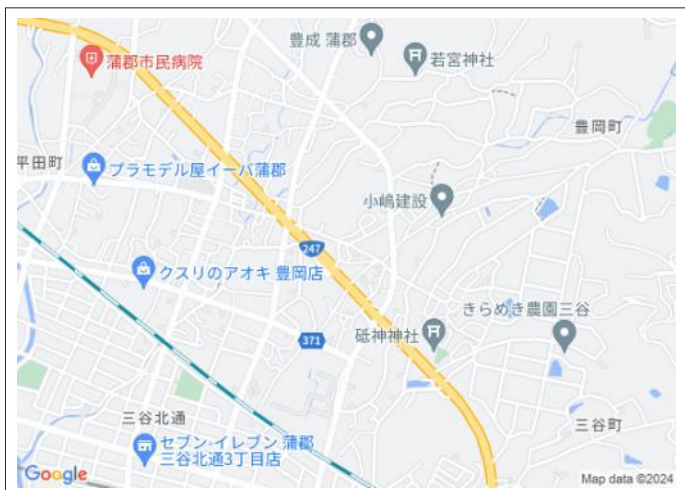 豊成 蒲郡
若宮神社
蒲郡市民病院
豊岡町
平田町
プラモデル屋イーバ蒲郡
小嶋建設
247
クスリのアオキ 豊岡店
きらめき農園三谷
371
砥神神社
三谷北通
三谷町
セブン-イレブン 蒲郡
三谷北通3丁目店
Google
Map data ©2024